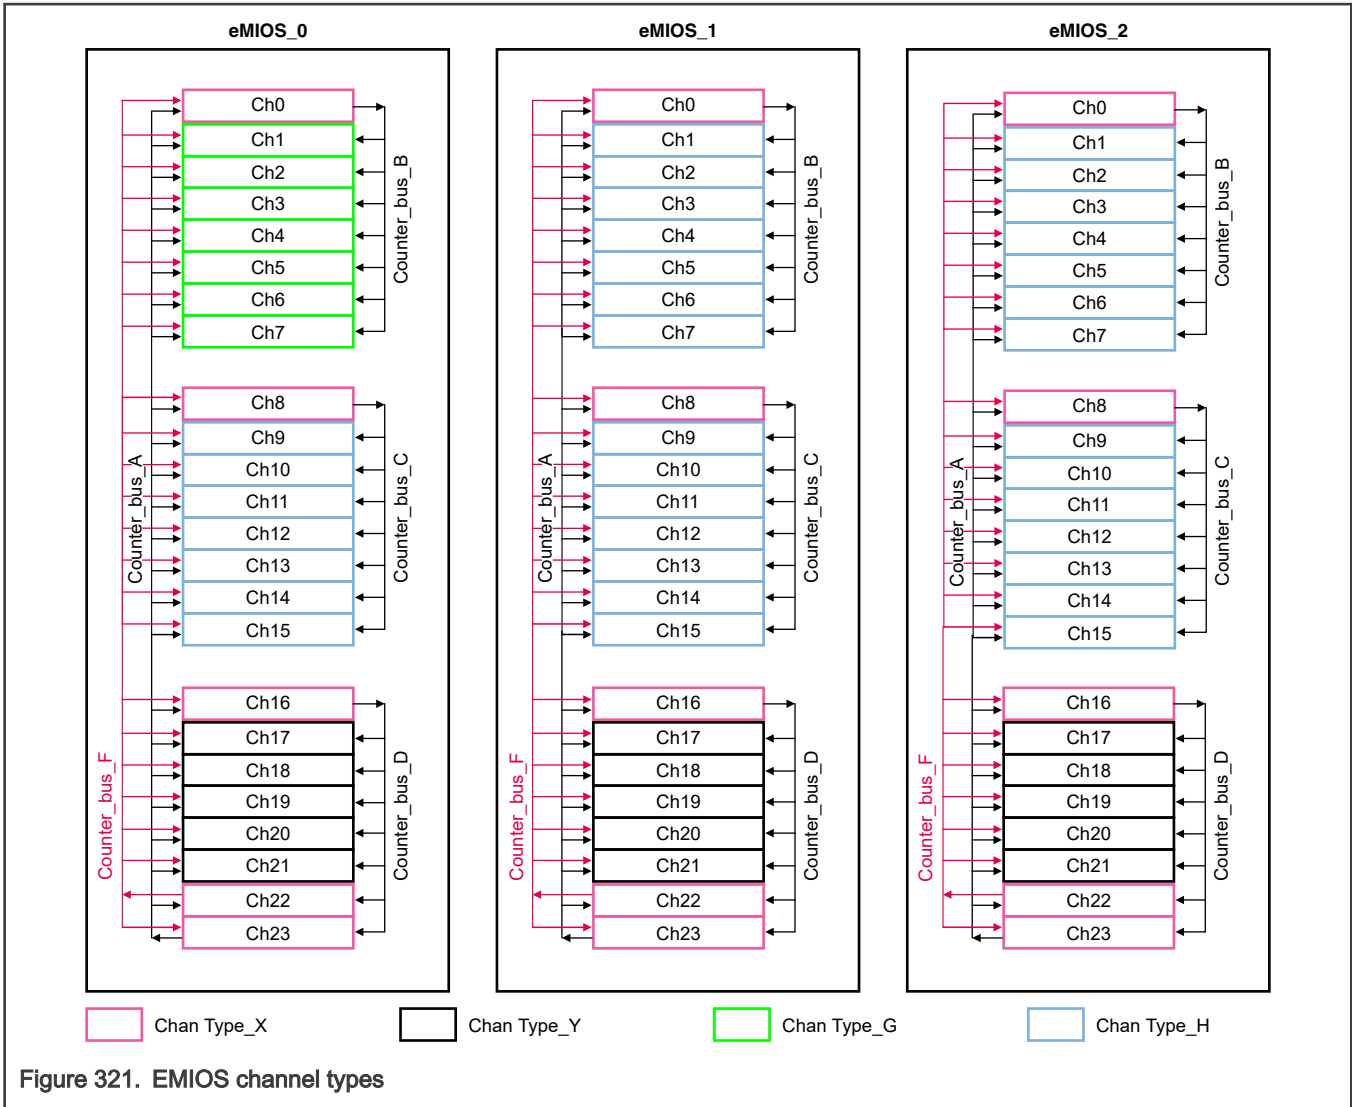 eMIOS_0
Ch0
Ch1
Ch2
Ch3
Ch4
Ch5
Ch6
Ch7
Counter_bus_B
Ch8
Ch9
Ch10
Ch11
Ch12
Ch13
Ch14
Ch15
Counter_bus_A
Counter_bus_C
Ch16
Ch17
Ch18
Ch19
Ch20
Ch21
Ch22
Ch23
Counter_bus_F
Counter_bus_D
eMIOS_1
Ch0
Ch1
Ch2
Ch3
Ch4
Ch5
Ch6
Ch7
Counter_bus_B
Ch8
Ch9
Ch10
Ch11
Ch12
Ch13
Ch14
Ch15
Counter_bus_A
Counter_bus_C
Ch16
Ch17
Ch18
Ch19
Ch20
Ch21
Ch22
Ch23
Counter_bus_F
Counter_bus_D
eMIOS_2
Ch0
Ch1
Ch2
Ch3
Ch4
Ch5
Ch6
Ch7
Counter_bus_B
Ch8
Ch9
Ch10
Ch11
Ch12
Ch13
Ch14
Ch15
Counter_bus_A
Counter_bus_C
Ch16
Ch17
Ch18
Ch19
Ch20
Ch21
Ch22
Ch23
Counter_bus_F
Counter_bus_D
Chan Type_X
Chan Type_Y
Chan Type_G
Chan Type_H
Figure 321. EMIOS channel types